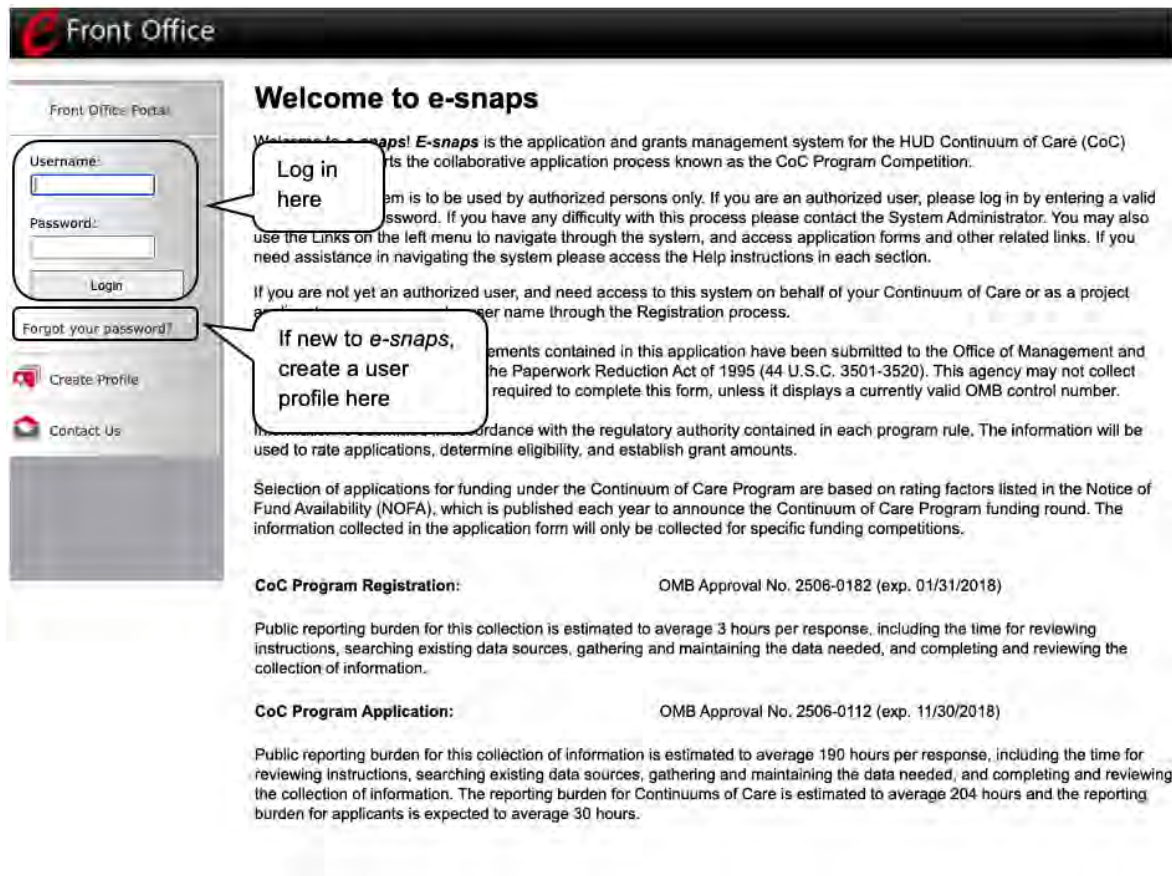 e Front Office
Front Office Portal
Username:
Password:
Login
Forgot your password?
Create Profile
Contact Us
Log in
here
If new to e-snaps,
create a user
profile here
Welcome to e-snaps
Welcome to e-snaps! E-snaps is the application and grants management system for the HUD Continuum of Care (CoC)
the collaborative application process known as the CoC Program Competition.
is to be used by authorized persons only. If you are an authorized user, please log in by entering a valid
If you have any difficulty with this process please contact the System Administrator. You may also
use the Links on the left menu to navigate through the system, and access application forms and other related links. If you
need assistance in navigating the system please access the Help instructions in each section.
If you are not yet an authorized user, and need access to this system on behalf of your Continuum of Care or as a project
name through the Registration process.
contained in this application have been submitted to the Office of Management and
the Paperwork Reduction Act of 1995 (44 U.S.C. 3501-3520). This agency may not collect
required to complete this form, unless it displays a currently valid OMB control number.
with the regulatory authority contained in each program rule. The information will be
used to rate applications, determine eligibility, and establish grant amounts.
Selection of applications for funding under the Continuum of Care Program are based on rating factors listed in the Notice of
Fund Availability (NOFA), which is published each year to announce the Continuum of Care Program funding round. The
information collected in the application form will only be collected for specific funding competitions.
CoC Program Registration: OMB Approval No. 2506-0182 (exp. 01/31/2018)
Public reporting burden for this collection is estimated to average 3 hours per response, including the time for reviewing
instructions, searching existing data sources, gathering and maintaining the data needed, and completing and reviewing the
collection of information.
CoC Program Application: OMB Approval No. 2506-0112 (exp. 11/30/2018)
Public reporting burden for this collection of information is estimated to average 190 hours per response, including the time for
reviewing instructions, searching existing data sources, gathering and maintaining the data needed, and completing and reviewing
the collection of information. The reporting burden for Continuums of Care is estimated to average 204 hours and the reporting
burden for applicants is expected to average 30 hours.